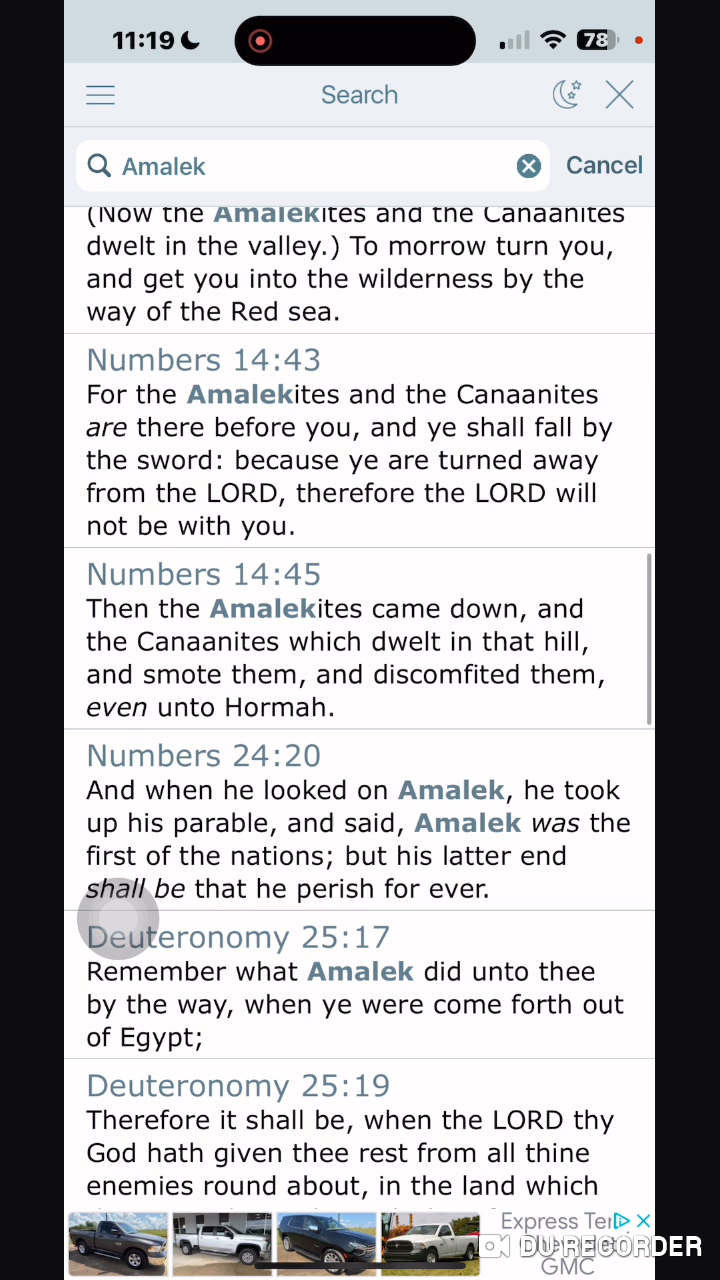 11:19
78
Search
Amalek
Cancel
(Now the Amalekites and the Canaanites
dwelt in the valley.) To morrow turn you,
and get you into the wilderness by the
way of the Red sea.
Numbers 14:43
For the Amalekites and the Canaanites
are there before you, and ye shall fall by
the sword: because ye are turned away
from the LORD, therefore the LORD will
not be with you.
Numbers 14:45
Then the Amalekites came down, and
the Canaanites which dwelt in that hill,
and smote them, and discomfited them,
even unto Hormah.
Numbers 24:20
And when he looked on Amalek, he took
up his parable, and said, Amalek was the
first of the nations; but his latter end
shall be that he perish for ever.
Deuteronomy 25:17
Remember what Amalek did unto thee
by the way, when ye were come forth out
of Egypt;
Deuteronomy 25:19
Therefore it shall be, when the LORD thy
God hath given thee rest from all thine
enemies round about, in the land which
Express
DU RECORDER
GMC